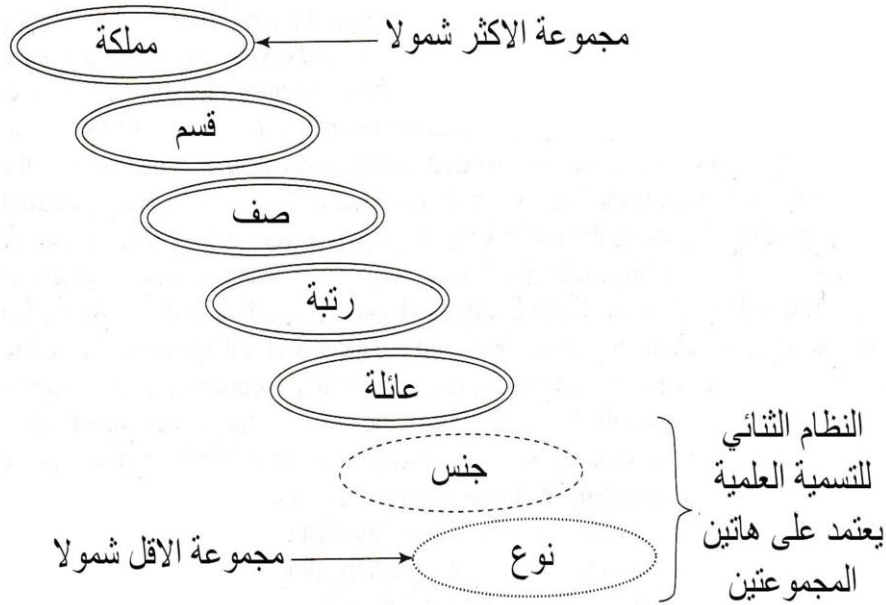 مملكة
مجموعة الاكثر شمولا
قسم
صف
رتبة
عائلة
جنس
نوع
مجموعة الاقل شمولا
النظام الثنائي
للتسمية العلمية
يعتمد على هاتين
المجموعتين